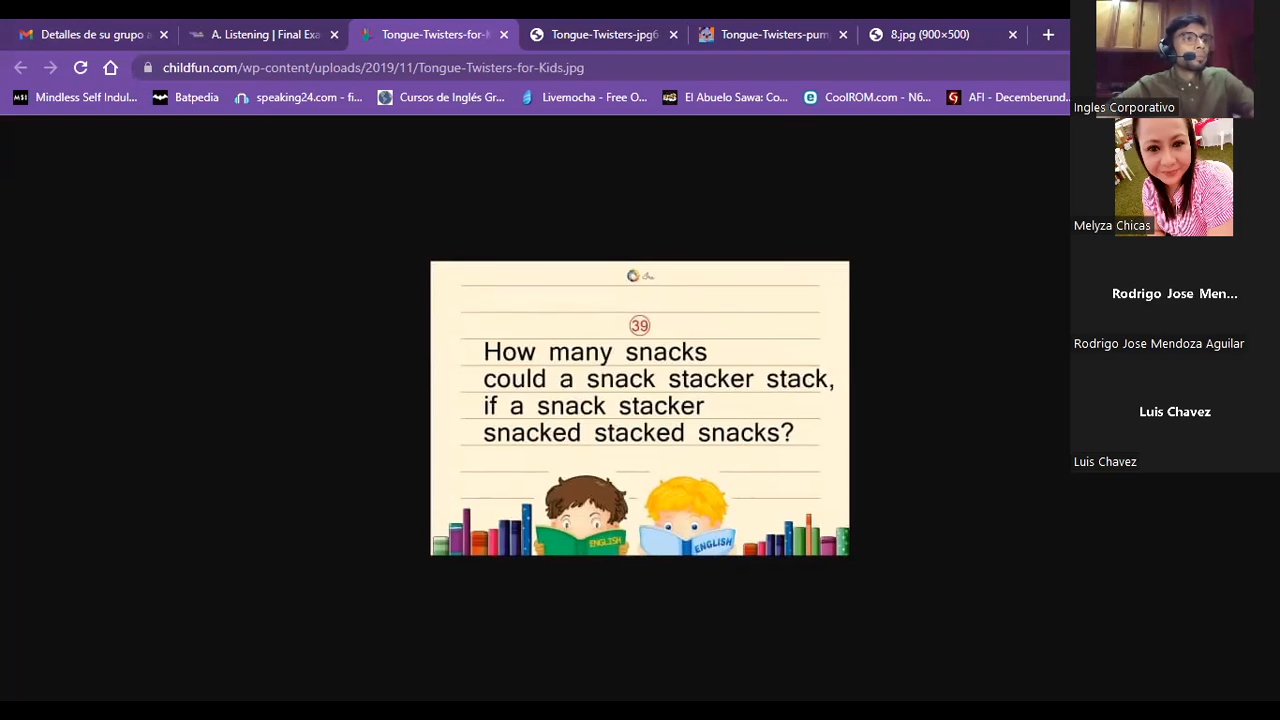 Detalles de su grupo a
A. Listening | Final Exa
Tongue-Twisters-for-K
Tongue-Twisters-jpg6
Tongue-Twisters-pum
8.jpg (900×500)
childfun.com/wp-content/uploads/2019/11/Tongue-Twisters-for-Kids.jpg
Mindless Self Indul...
Batpedia
speaking24.com - fi...
Cursos de Inglés Gr...
Livemocha - Free O...
El Abuelo Sawa: Co...
CoolROM.com - N6...
AFI - Decemberund...
39
How many snacks
could a snack stacker stack,
if a snack stacker
snacked stacked snacks?
ENGLISH
ENGLISH
Ingles Corporativo
Melyza Chicas
Rodrigo Jose Men...
Rodrigo Jose Mendoza Aguilar
Luis Chavez
Luis Chavez